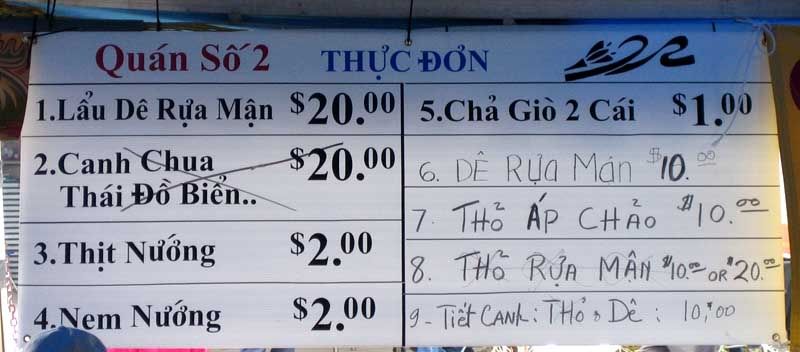 Quán Số 2 THỰC ĐƠN
1.Lẩu Dê Rựa Mận $20.00
2.Canh Chua $20.00
Thái Đồ Biển..
3.Thịt Nướng $2.00
4.Nem Nướng $2.00
5.Chả Giò 2 Cái $1.00
6. DÊ RỰA Mận $10.00
7. THỎ ÁP CHẢO $10.00
8. THỎ RỰA MẬN $10.00 OR $20.00
9- Tiết CANH: THỎ, Dê: 10,00